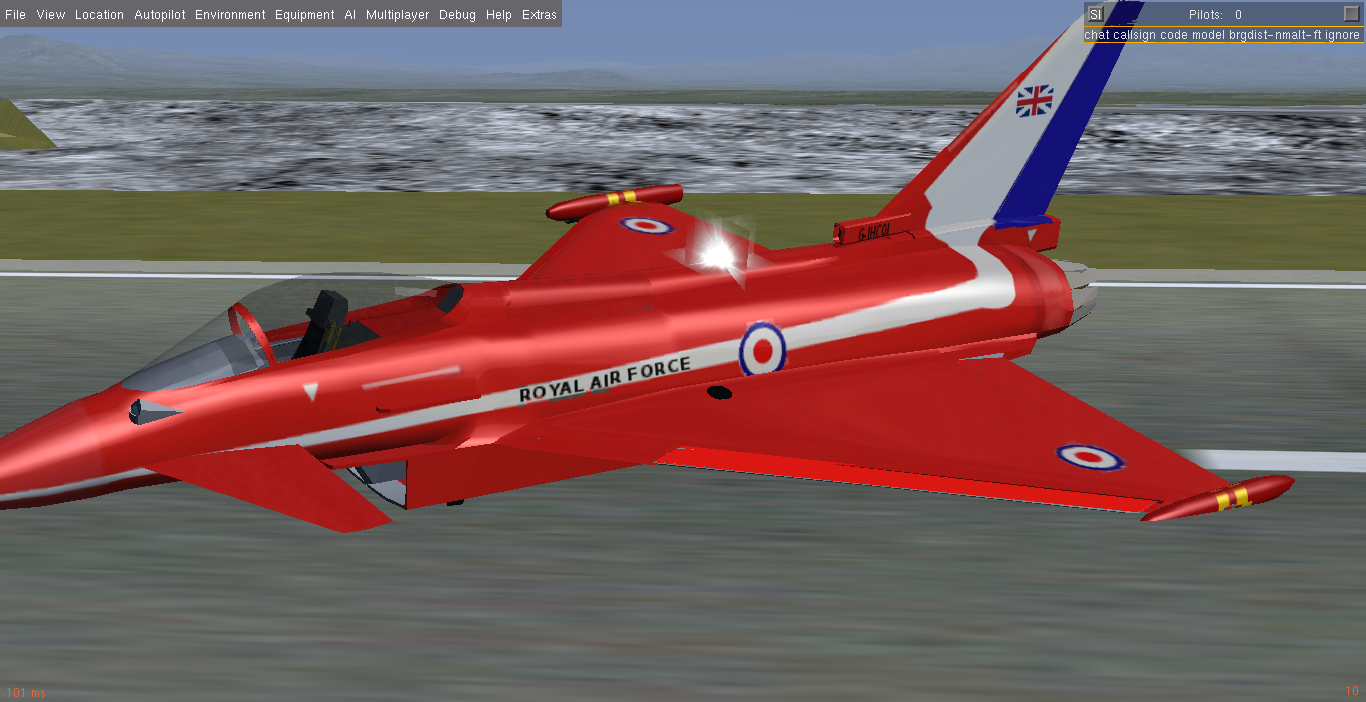 File View Location Autopilot Environment Equipment AI Multiplayer Debug Help Extras
SI Pilots: 0
chat callsign code model brgdist-nmalt-ft ignore
ROYAL AIR FORCE
101 ms
10